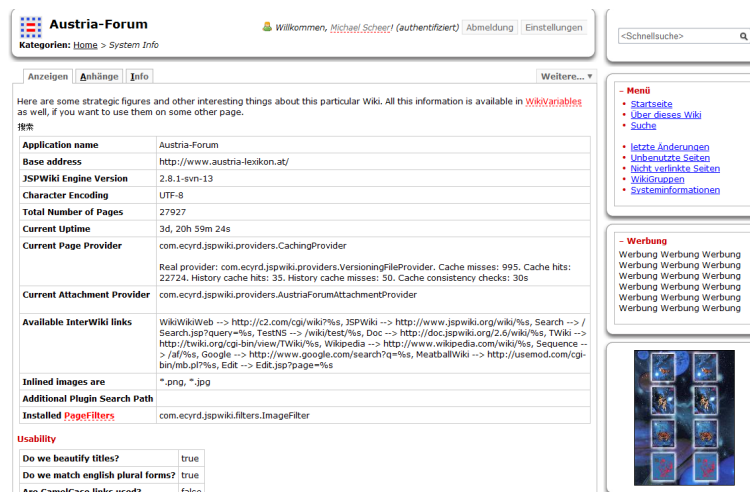 Austria-Forum
Willkommen, Michael Scheer! (authentifiziert) Abmeldung Einstellungen
Kategorien: Home > System Info
<Schnellsuche>
Anzeigen Anhänge Info Weitere... ▾
Here are some strategic figures and other interesting things about this particular Wiki. All this information is available in WikiVariables
as well, if you want to use them on some other page.
搜索
Application name Austria-Forum
Base address http://www.austria-lexikon.at/
JSPWiki Engine Version 2.8.1-svn-13
Character Encoding UTF-8
Total Number of Pages 27927
Current Uptime 3d, 20h 59m 24s
Current Page Provider com.ecyrd.jspwiki.providers.CachingProvider
Real provider: com.ecyrd.jspwiki.providers.VersioningFileProvider. Cache misses: 995. Cache hits:
22724. History cache hits: 35. History cache misses: 50. Cache consistency checks: 30s
Current Attachment Provider com.ecyrd.jspwiki.providers.AustriaForumAttachmentProvider
Available InterWiki links WikiWikiWeb --> http://c2.com/cgi/wiki?%s, JSPWiki --> http://www.jspwiki.org/wiki/%s, Search --> /
Search.jsp?query=%s, TestNS --> /wiki/test/%s, Doc --> http://doc.jspwiki.org/2.6/wiki/%s, TWiki -->
http://twiki.org/cgi-bin/view/TWiki/%s, Wikipedia --> http://www.wikipedia.com/wiki/%s, Sequence --
> /af/%s, Google --> http://www.google.com/search?q=%s, MeatballWiki --> http://usemod.com/cgi-
bin/mb.pl?%s, Edit --> Edit.jsp?page=%s
Inlined images are *.png, *.jpg
Additional Plugin Search Path
Installed PageFilters com.ecyrd.jspwiki.filters.ImageFilter
Usability
Do we beautify titles? true
Do we match english plural forms? true
Are CamelCase links used? false
– Menü
• Startseite
• Über dieses Wiki
• Suche
• letzte Änderungen
• Unbenutzte Seiten
• Nicht verlinkte Seiten
• WikiGruppen
• Systeminformationen
– Werbung
Werbung Werbung Werbung
Werbung Werbung Werbung
Werbung Werbung Werbung
Werbung Werbung Werbung
Werbung Werbung Werbung
Werbung Werbung Werbung